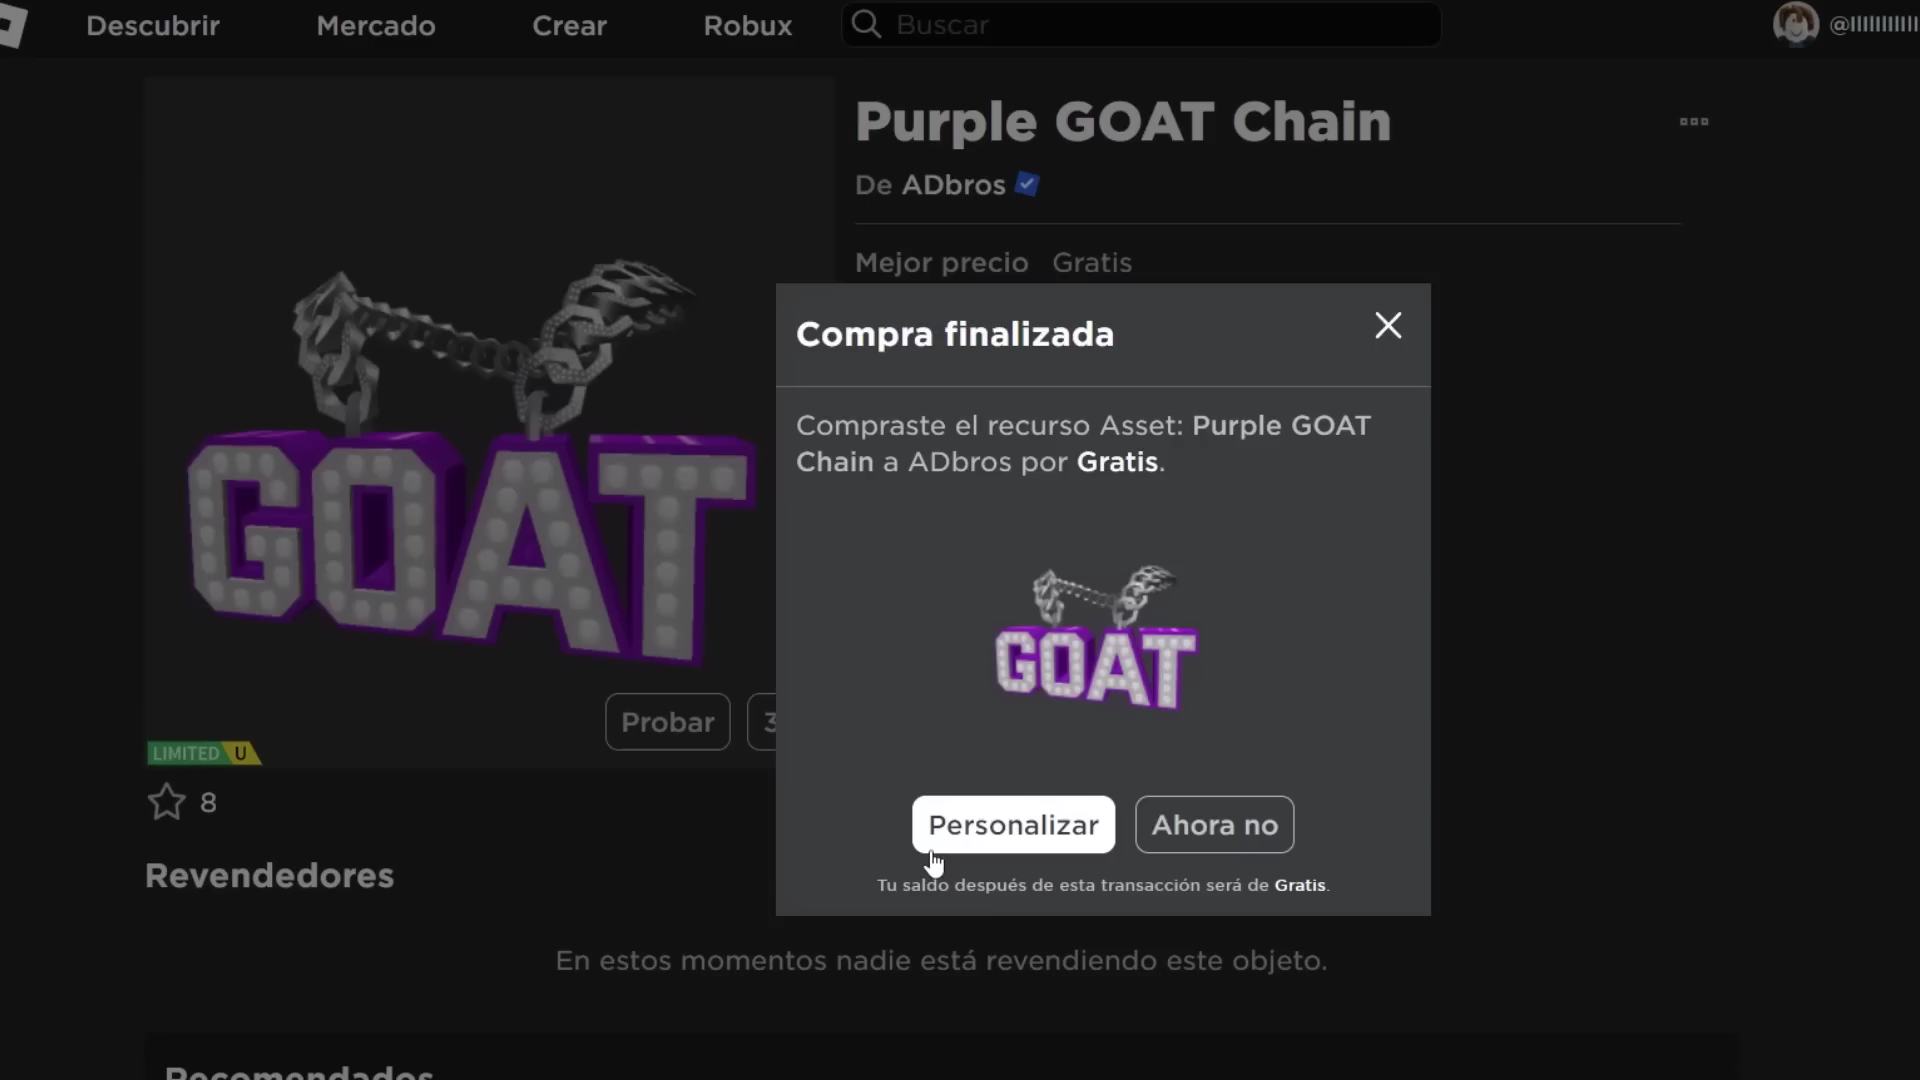 Descubrir
Mercado
Crear
Robux
Buscar
Purple GOAT Chain
De ADbros
Mejor precio Gratis
GOAT
Compra finalizada
Compraste el recurso Asset: Purple GOAT
Chain a ADbros por Gratis.
GOAT
Probar
3
LIMITED U
8
Personalizar
Ahora no
Tu saldo después de esta transacción será de Gratis.
Revendedores
En estos momentos nadie está revendiendo este objeto.
Recomendados